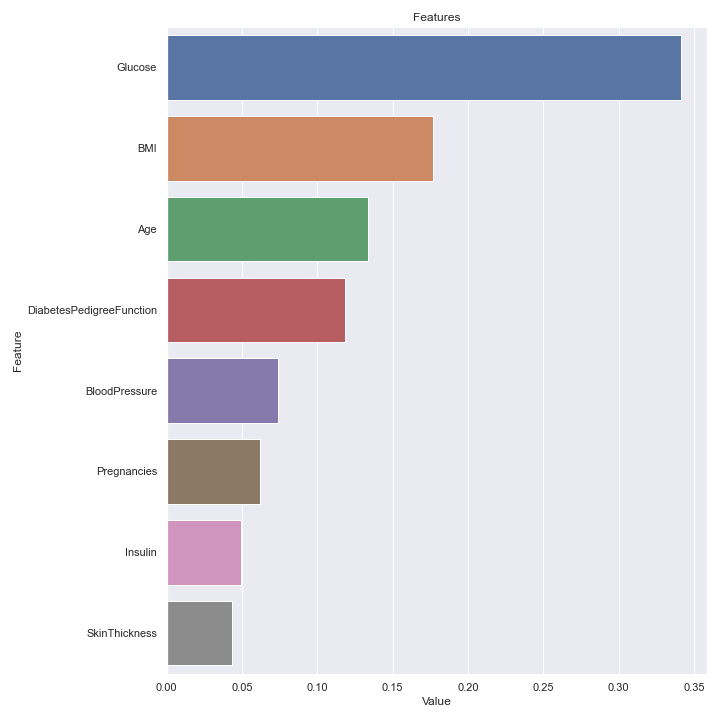 Features
Feature
Glucose
BMI
Age
DiabetesPedigreeFunction
BloodPressure
Pregnancies
Insulin
SkinThickness
0.00 0.05 0.10 0.15 0.20 0.25 0.30 0.35
Value